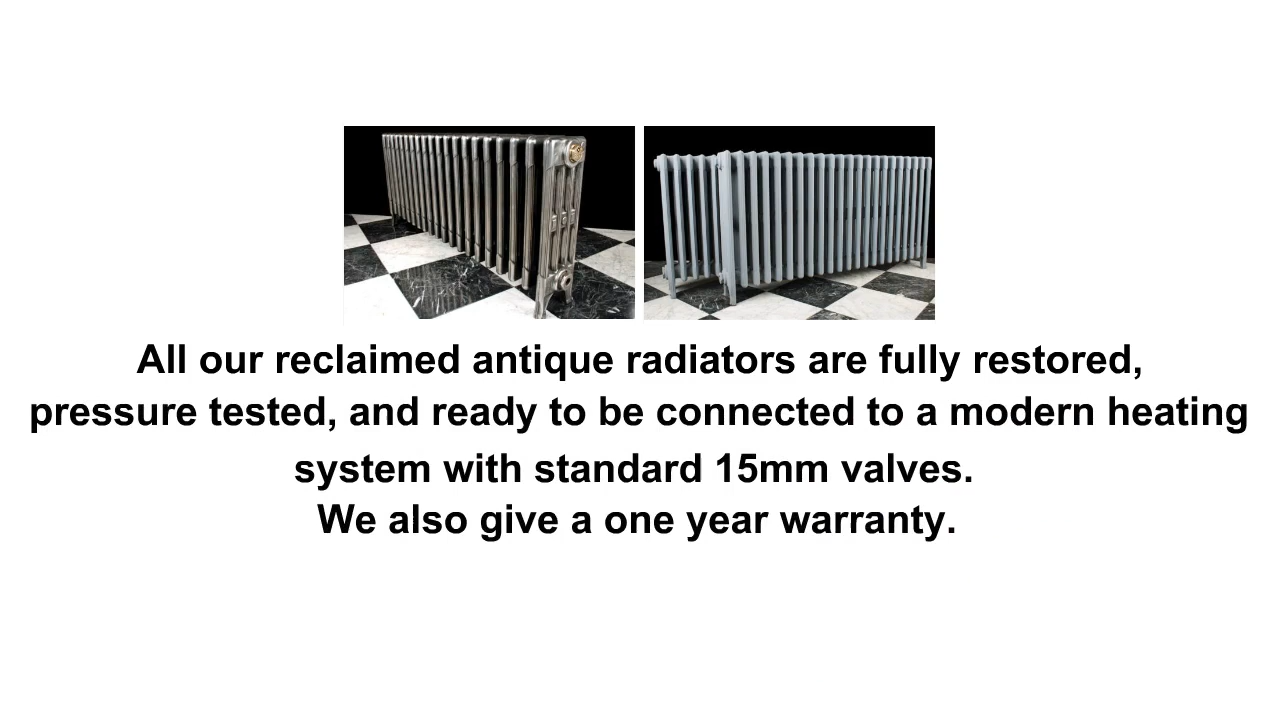 All our reclaimed antique radiators are fully restored,
pressure tested, and ready to be connected to a modern heating
system with standard 15mm valves.
We also give a one year warranty.